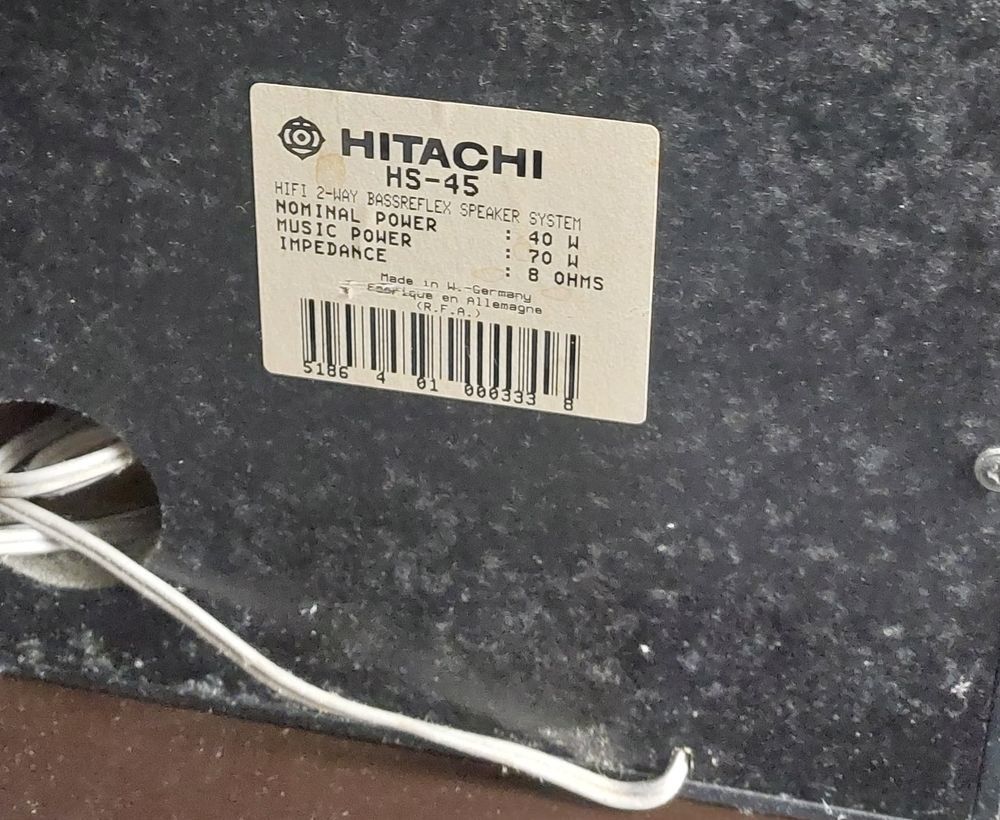 HITACHI
HS-45
HIFI 2-WAY BASSREFLEX SPEAKER SYSTEM
NOMINAL POWER : 40 W
MUSIC POWER : 70 W
IMPEDANCE : 8 OHMS
Made in W.-Germany
en Allemagne
(R.F.A.)
5186 4 01 000333 8